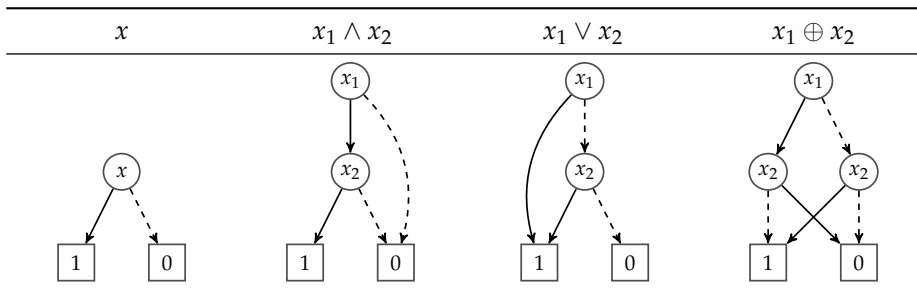 x x₁ ∧ x₂ x₁ ∨ x₂ x₁ ⊕ x₂
x₁ x₁ x₁
x x₂ x₂ x₂ x₂
1 0 1 0 1 0 1 0